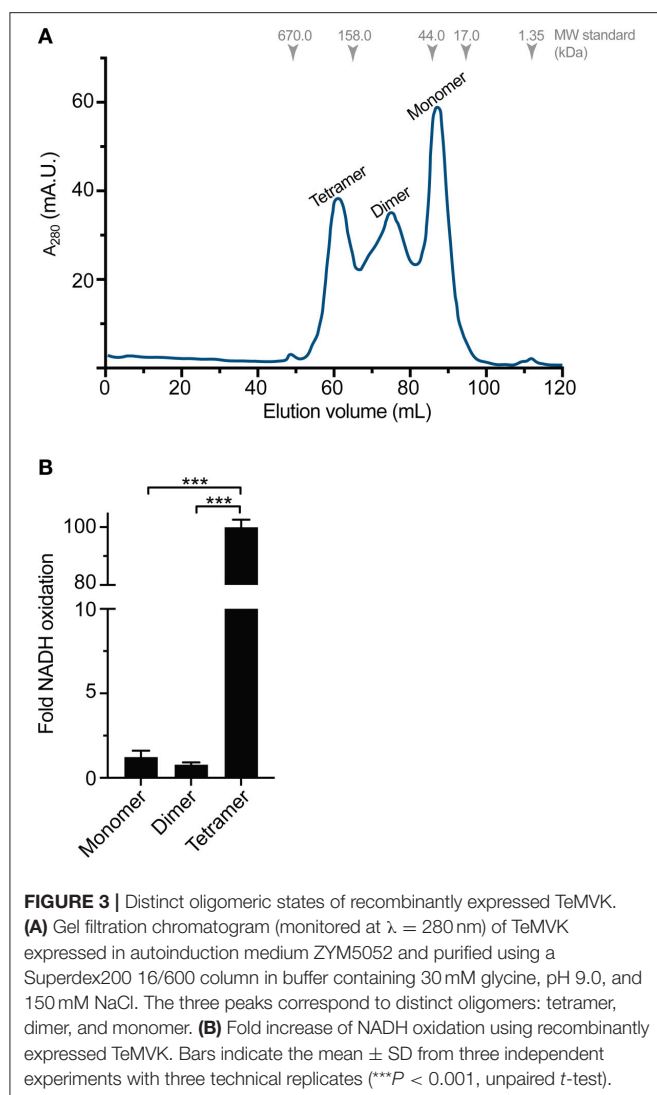 A
670.0 158.0 44.0 17.0 1.35 MW standard
(kDa)
60
40
20
A280 (mA.U.)
Tetramer
Dimer
Monomer
0 20 40 60 80 100 120
Elution volume (mL)
B
***
***
100
80
10
5
0
Fold NADH oxidation
Monomer
Dimer
Tetramer
FIGURE 3 | Distinct oligomeric states of recombinantly expressed TeMVK.
(A) Gel filtration chromatogram (monitored at λ = 280 nm) of TeMVK
expressed in autoinduction medium ZYM5052 and purified using a
Superdex200 16/600 column in buffer containing 30 mM glycine, pH 9.0, and
150 mM NaCl. The three peaks correspond to distinct oligomers: tetramer,
dimer, and monomer. (B) Fold increase of NADH oxidation using recombinantly
expressed TeMVK. Bars indicate the mean ± SD from three independent
experiments with three technical replicates (***P < 0.001, unpaired t-test).